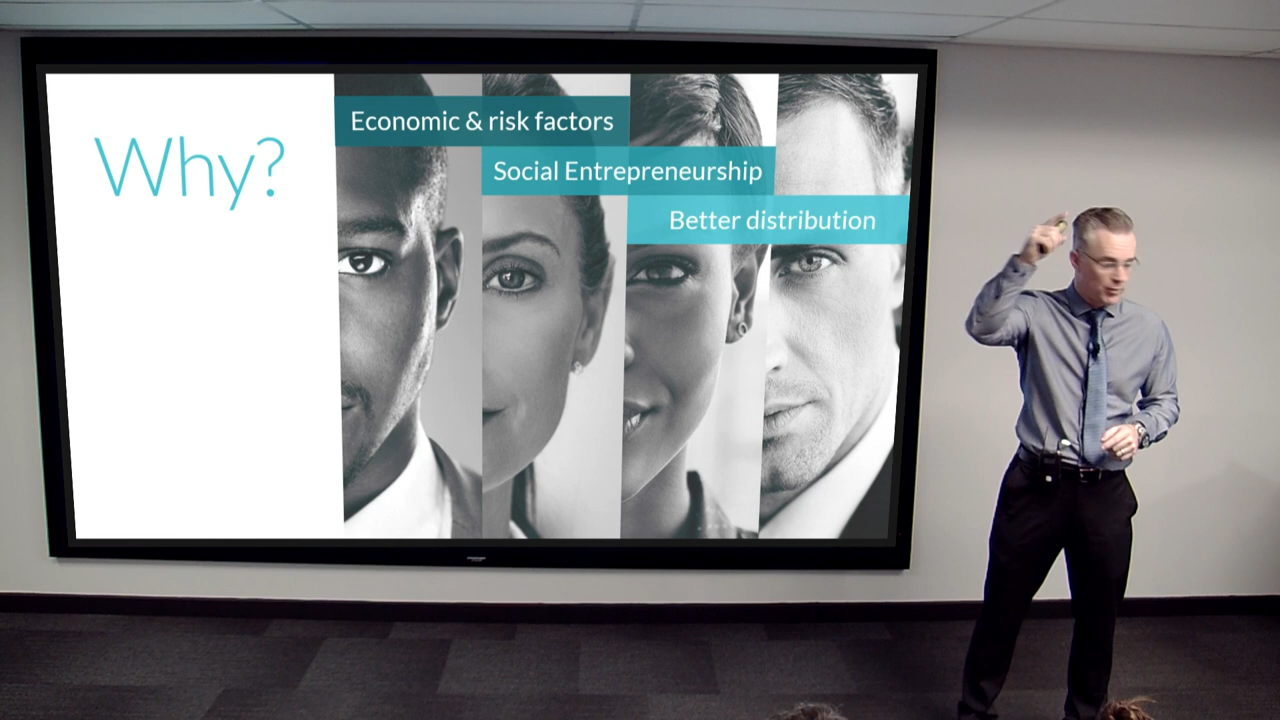 Why?
Economic & risk factors
Social Entrepreneurship
Better distribution